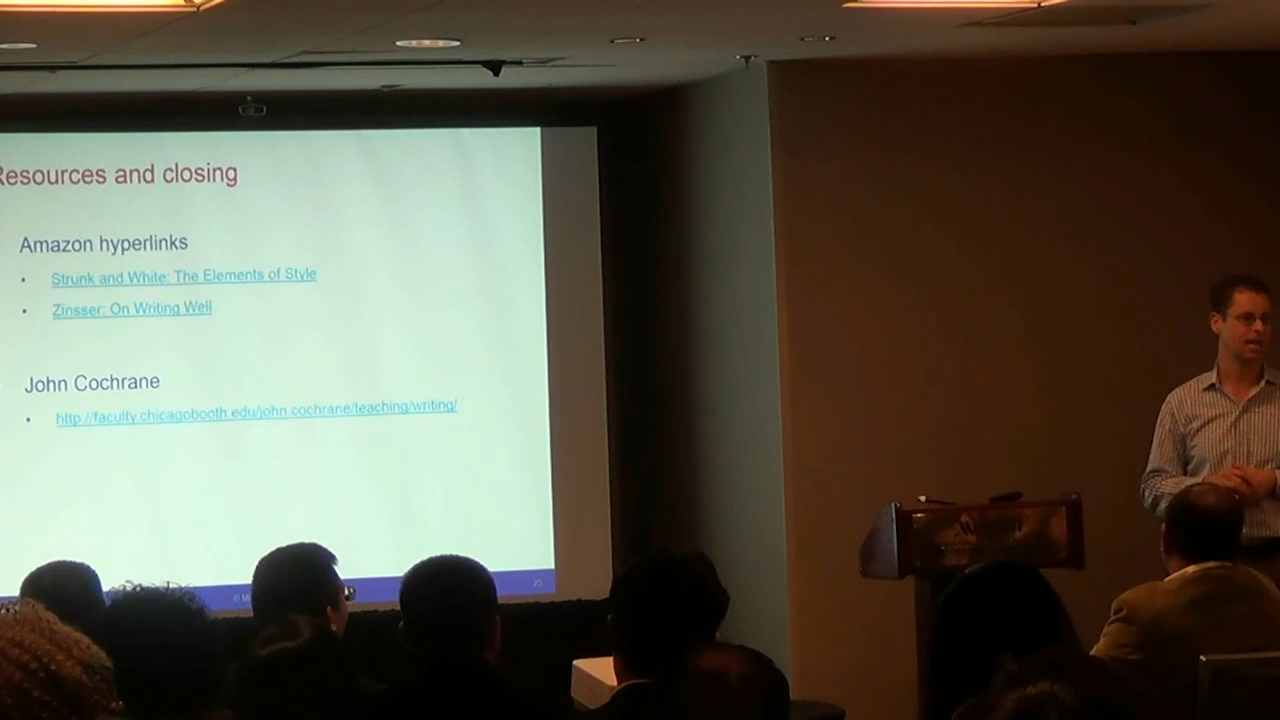 Resources and closing
Amazon hyperlinks
Strunk and White: The Elements of Style
Zinsser: On Writing Well
John Cochrane
http://faculty.chicagobooth.edu/john.cochrane/teaching/writing/